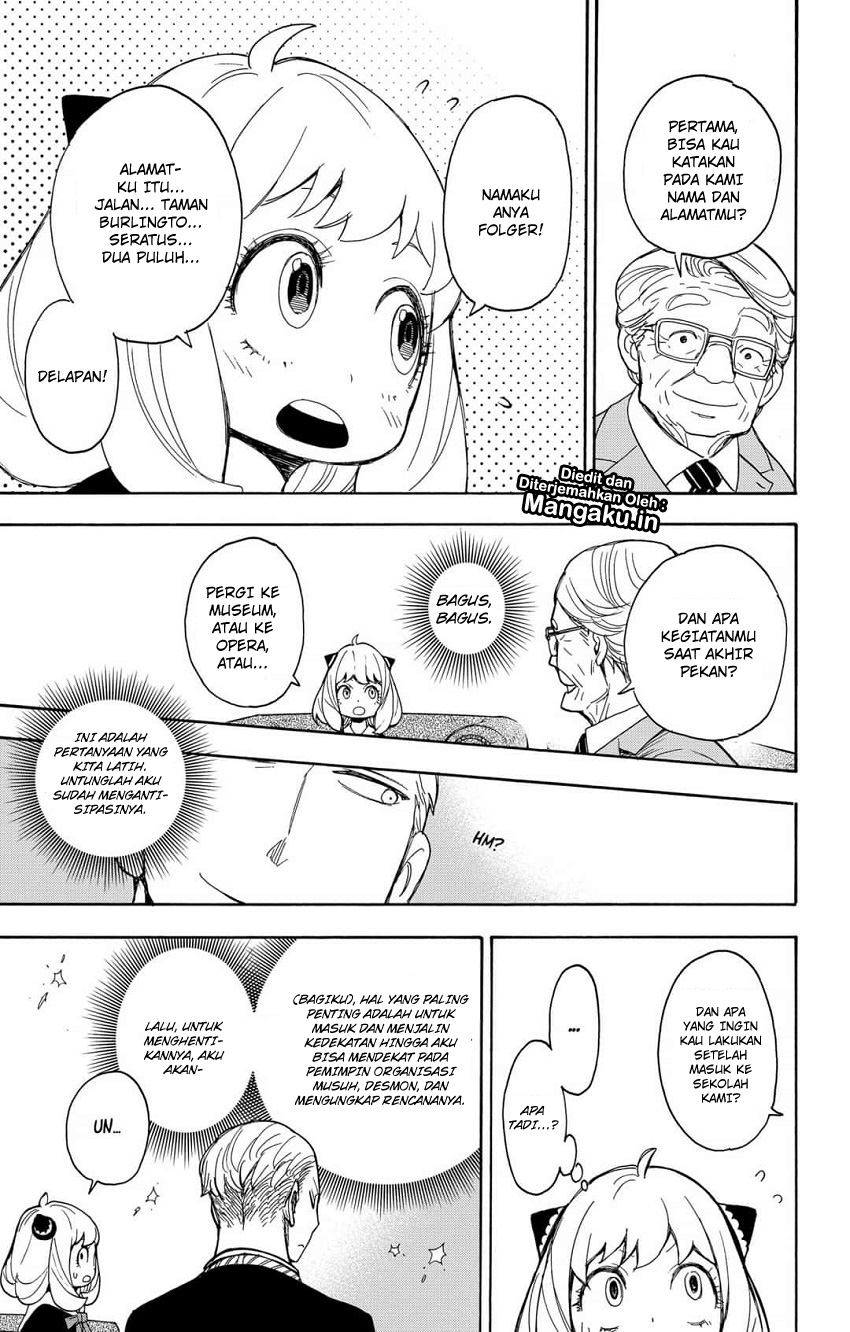 PERTAMA,
BISA KAU
KATAKAN
PADA KAMI
NAMA DAN
ALAMATMU?
NAMAKU
ANYA
FOLGER!
ALAMAT-
KU ITU...
JALAN... TAMAN
BURLINGTO...
SERATUS...
DUA PULUH...
DELAPAN!
Diedit dan
Diterjemahkan Oleh :
Mangaku.in
DAN APA
KEGIATANMU
SAAT AKHIR
PEKAN?
BAGUS,
BAGUS.
PERGI KE
MUSEUM,
ATAU KE
OPERA,
ATAU...
INI ADALAH
PERTANYAAN YANG
KITA LATIH.
UNTUNGLAH AKU
SUDAH MENGANTI-
SIPASINYA.
HM?
DAN APA
YANG INGIN
KAU LAKUKAN
SETELAH
MASUK KE
SEKOLAH
KAMI?
...
APA
TADI...?
(BAGIKU), HAL YANG PALING
PENTING ADALAH UNTUK
MASUK DAN MENJALIN
KEDEKATAN HINGGA AKU
BISA MENDEKAT PADA
PEMIMPIN ORGANISASI
MUSUH, DESMON, DAN
MENGUNGKAP RENCANANYA.
LALU, UNTUK
MENGHENTI-
KANNYA, AKU
AKAN-
UN...